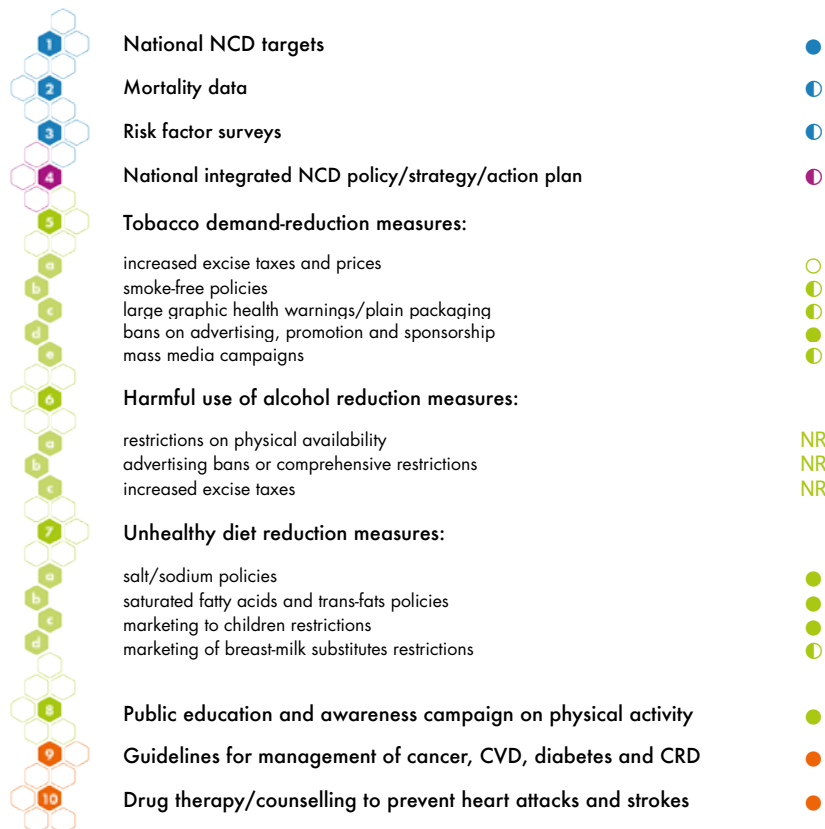 1 National NCD targets
2 Mortality data
3 Risk factor surveys
4 National integrated NCD policy/strategy/action plan
5 Tobacco demand-reduction measures:
a increased excise taxes and prices
b smoke-free policies
c large graphic health warnings/plain packaging
d bans on advertising, promotion and sponsorship
e mass media campaigns
6 Harmful use of alcohol reduction measures:
a restrictions on physical availability NR
b advertising bans or comprehensive restrictions NR
c increased excise taxes NR
7 Unhealthy diet reduction measures:
a salt/sodium policies
b saturated fatty acids and trans-fats policies
c marketing to children restrictions
d marketing of breast-milk substitutes restrictions
8 Public education and awareness campaign on physical activity
9 Guidelines for management of cancer, CVD, diabetes and CRD
10 Drug therapy/counselling to prevent heart attacks and strokes